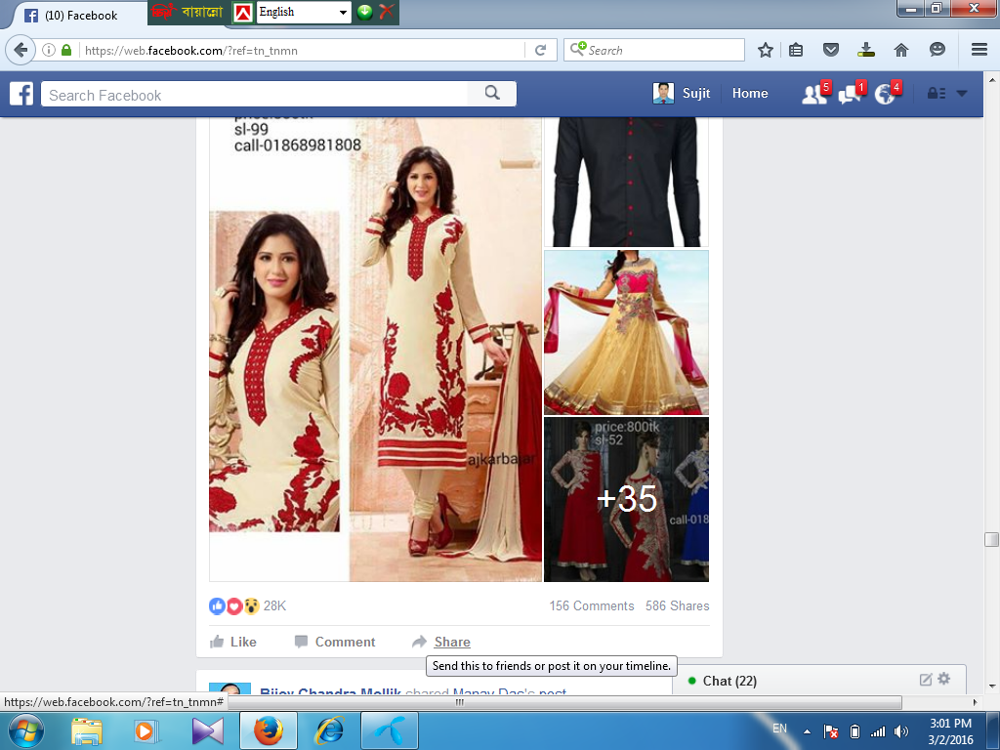 (10) Facebook
বায়ান্নো
English
https://web.facebook.com/?ref=tn_tnmn
Search
Search Facebook
Sujit
Home
5
1
4
sl-99
call-01868981808
ajkarbajar
price:800tk
sl-52
+35
call-018
28K
156 Comments 586 Shares
Like Comment Share
Send this to friends or post it on your timeline.
Bijoy Chandra Mollik shared Manay Das's post.
Chat (22)
https://web.facebook.com/?ref=tn_tnmn#
EN
3:01 PM
3/2/2016